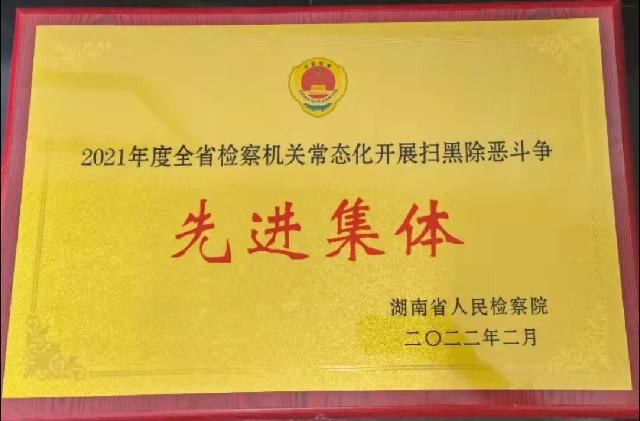 2021年度全省检察机关常态化开展扫黑除恶斗争
先进集体
湖南省人民检察院
二〇二二年二月